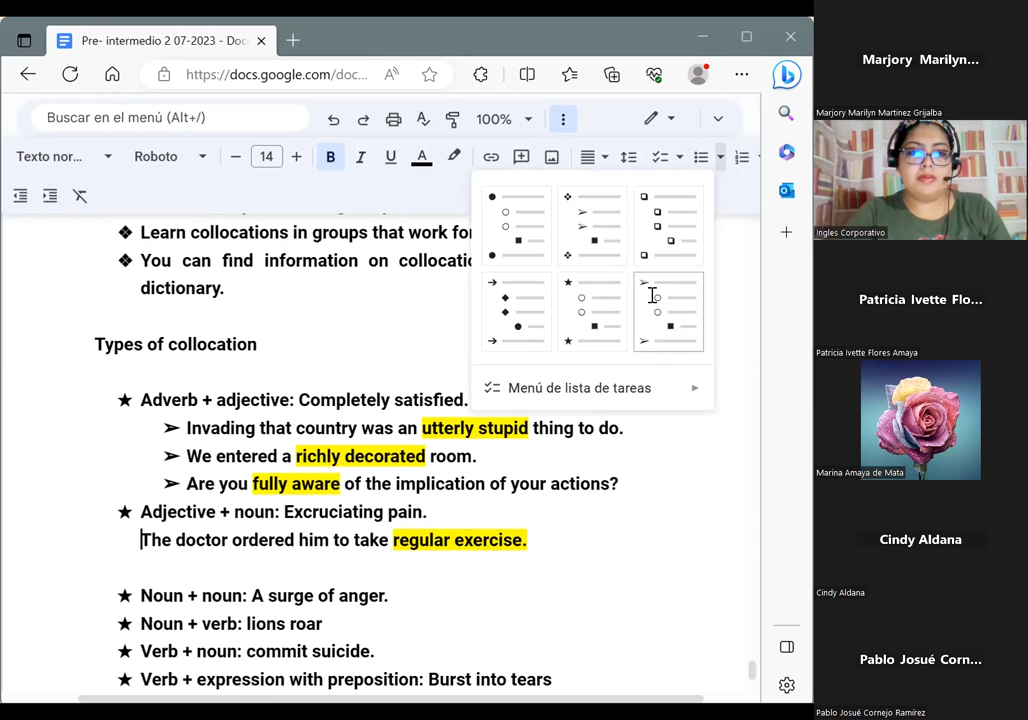 Pre- intermedio 2 07-2023 - Doc
https://docs.google.com/doc...
Buscar en el menú (Alt+/)
100%
Texto nor...
Roboto
14
B
I
U
A
Learn collocations in groups that work for
You can find information on collocatio
dictionary.
Types of collocation
Menú de lista de tareas
Adverb + adjective: Completely satisfied.
Invading that country was an utterly stupid thing to do.
We entered a richly decorated room.
Are you fully aware of the implication of your actions?
Adjective + noun: Excruciating pain.
The doctor ordered him to take regular exercise.
Noun + noun: A surge of anger.
Noun + verb: lions roar
Verb + noun: commit suicide.
Verb + expression with preposition: Burst into tears
Marjory Marilyn...
Marjory Marilyn Martinez Grijalba
Ingles Corporativo
Patricia Ivette Flo...
Patricia Ivette Flores Amaya
Marina Amaya de Mata
Cindy Aldana
Cindy Aldana
Pablo Josué Corn...
Pablo Josué Cornejo Ramírez